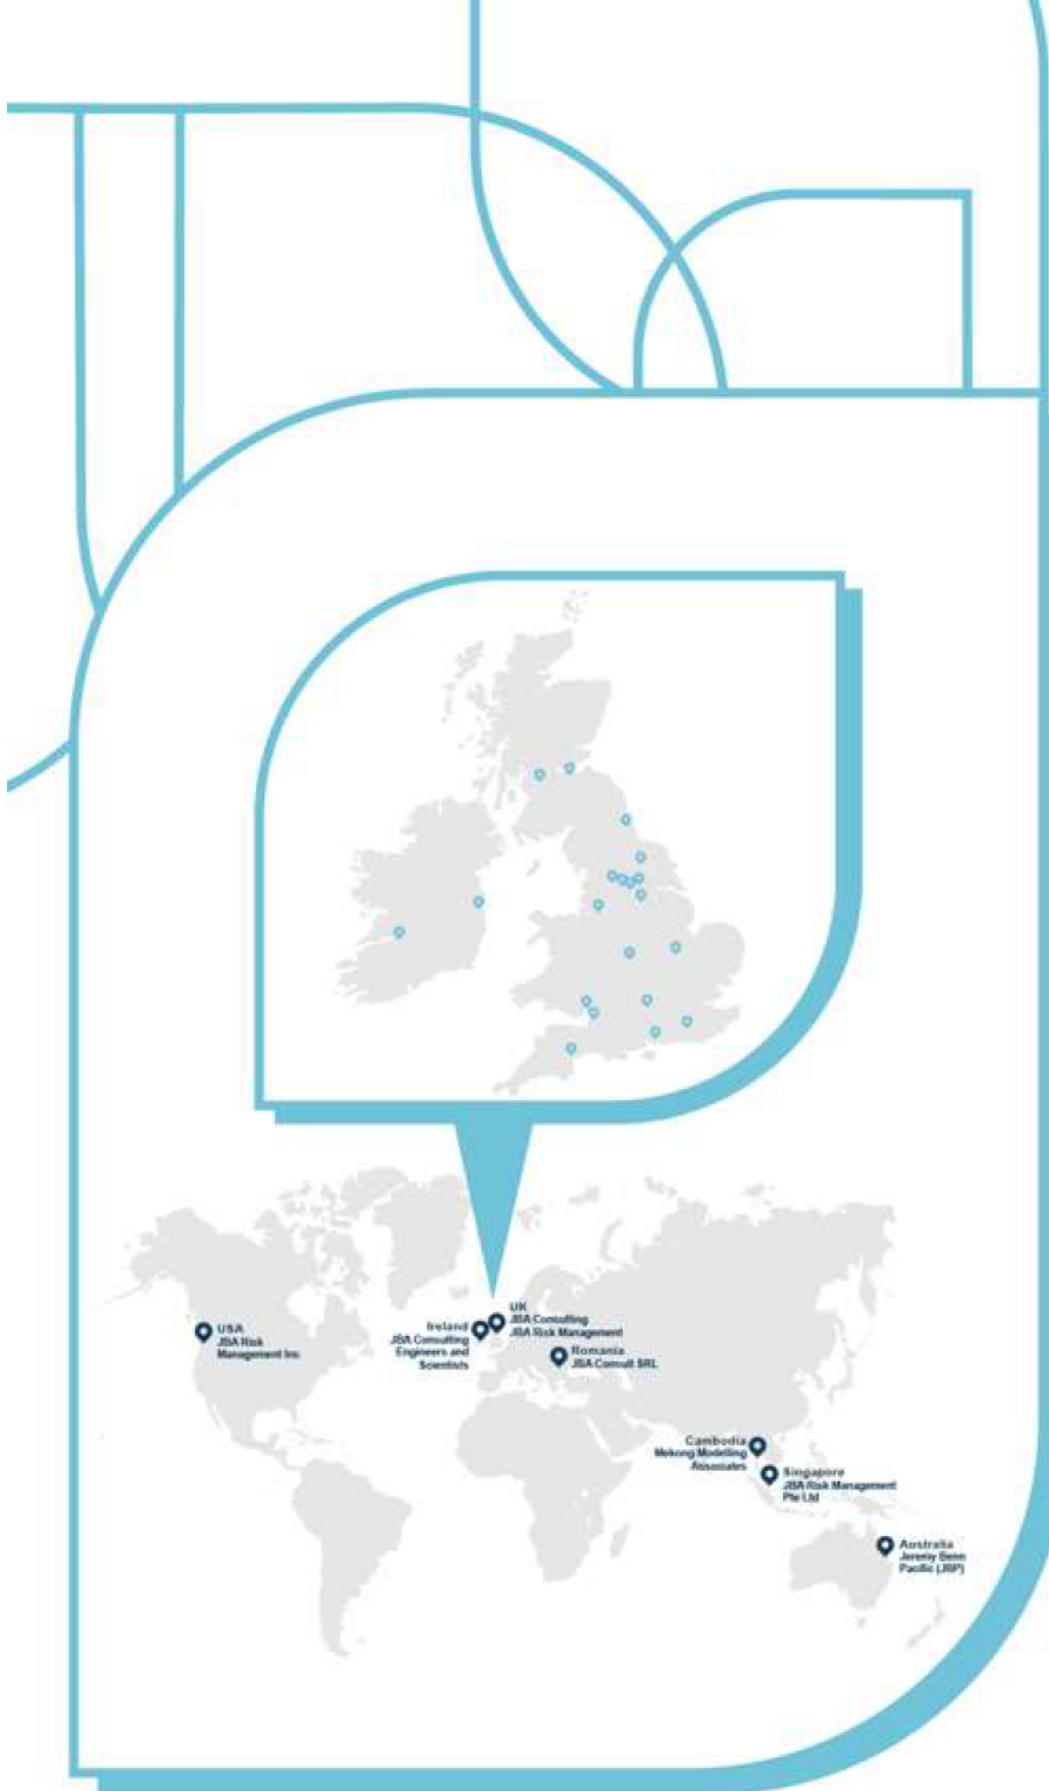 UK
JBA Consulting
JBA Risk Management
USA
JBA Risk
Management Inc
Ireland
JBA Consulting
Engineers and
Scientists
Romania
JBA Consult SRL
Cambodia
Mekong Modelling
Associates
Singapore
JBA Risk Management
Pte Ltd
Australia
Jeremy Benn
Pacific (JBP)